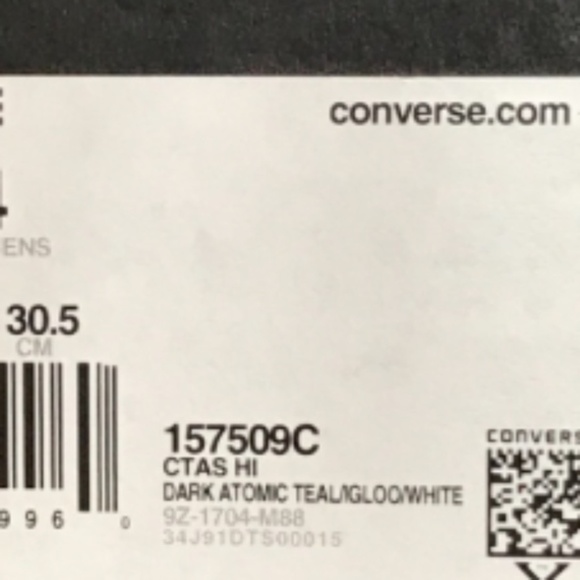 converse.com
ENS
30.5
CM
996
0
157509C
CTAS HI
DARK ATOMIC TEAL/IGLOO/WHITE
9Z-1704-M88
34J91DTS00015
CONVERS